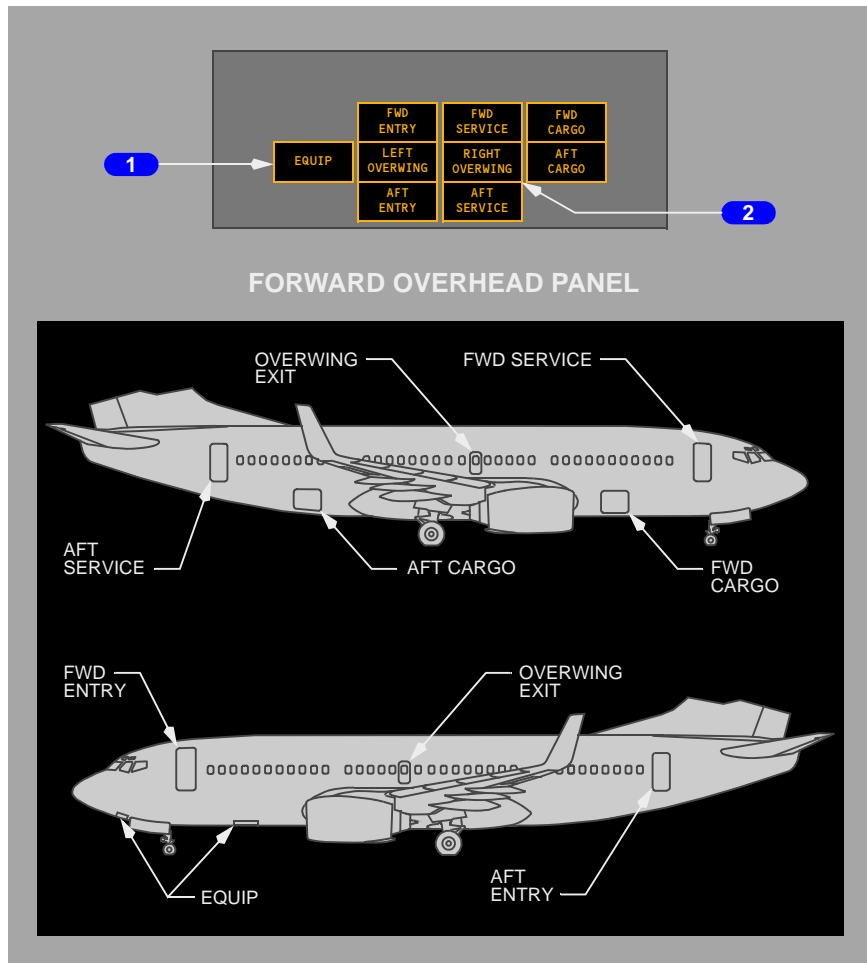 FWD
ENTRY
FWD
SERVICE
FWD
CARGO
1
EQUIP
LEFT
OVERWING
RIGHT
OVERWING
AFT
CARGO
AFT
ENTRY
AFT
SERVICE
2
FORWARD OVERHEAD PANEL
OVERWING
EXIT
FWD SERVICE
AFT
SERVICE
AFT CARGO
FWD
CARGO
FWD
ENTRY
OVERWING
EXIT
EQUIP
AFT
ENTRY